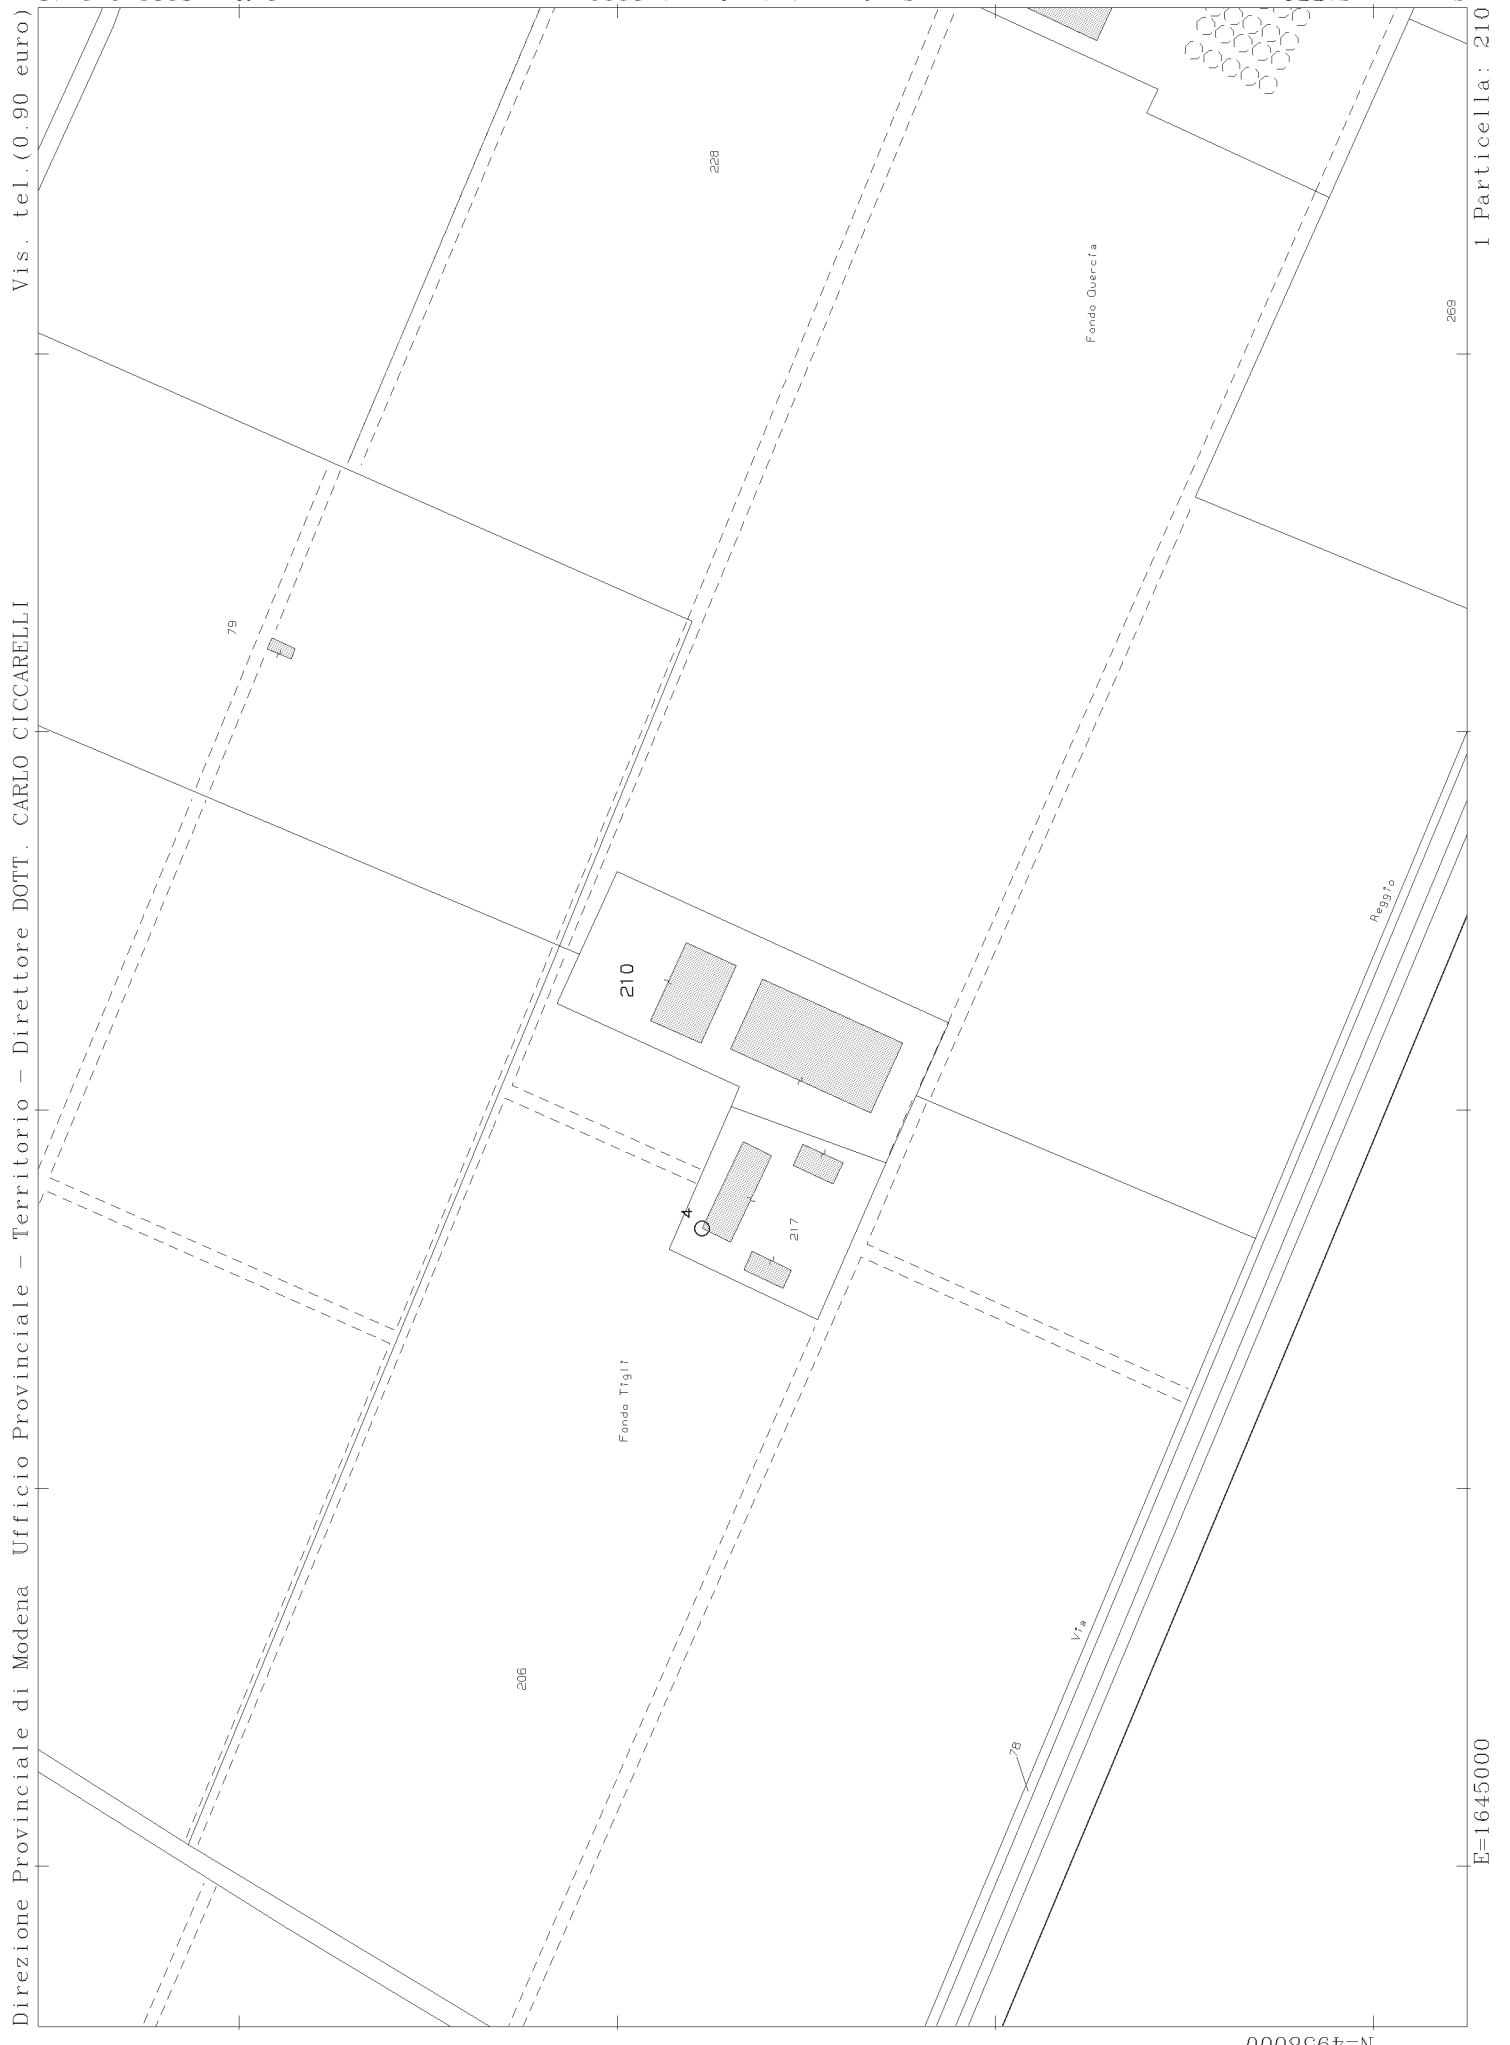 Direzione Provinciale di Modena Ufficio Provinciale - Territorio - Direttore DOTT. CARLO CICCARELLI
Vis. tel. (0.90 euro)
79
228
206
Fondo Tigli
210
4
217
Fondo Quercia
78
Via
Reggio
269
E=1645000
1 Particella: 210
N=4958000